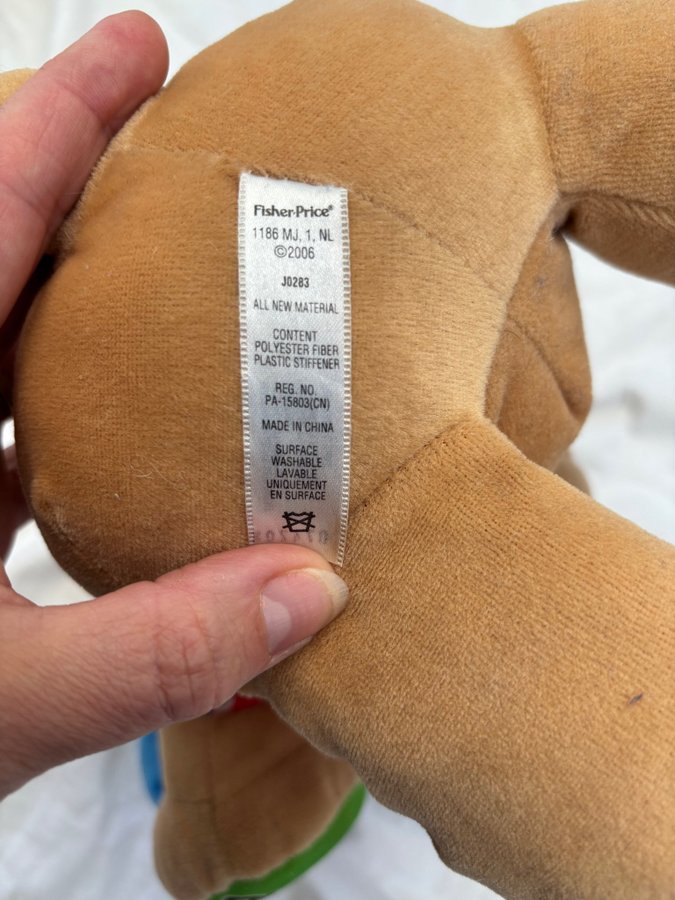 Fisher-Price®
1186 MJ, 1, NL
©2006
J0283
ALL NEW MATERIAL
CONTENT
POLYESTER FIBER
PLASTIC STIFFENER
REG. NO.
PA-15803(CN)
MADE IN CHINA
SURFACE
WASHABLE
LAVABLE
UNIQUEMENT
EN SURFACE